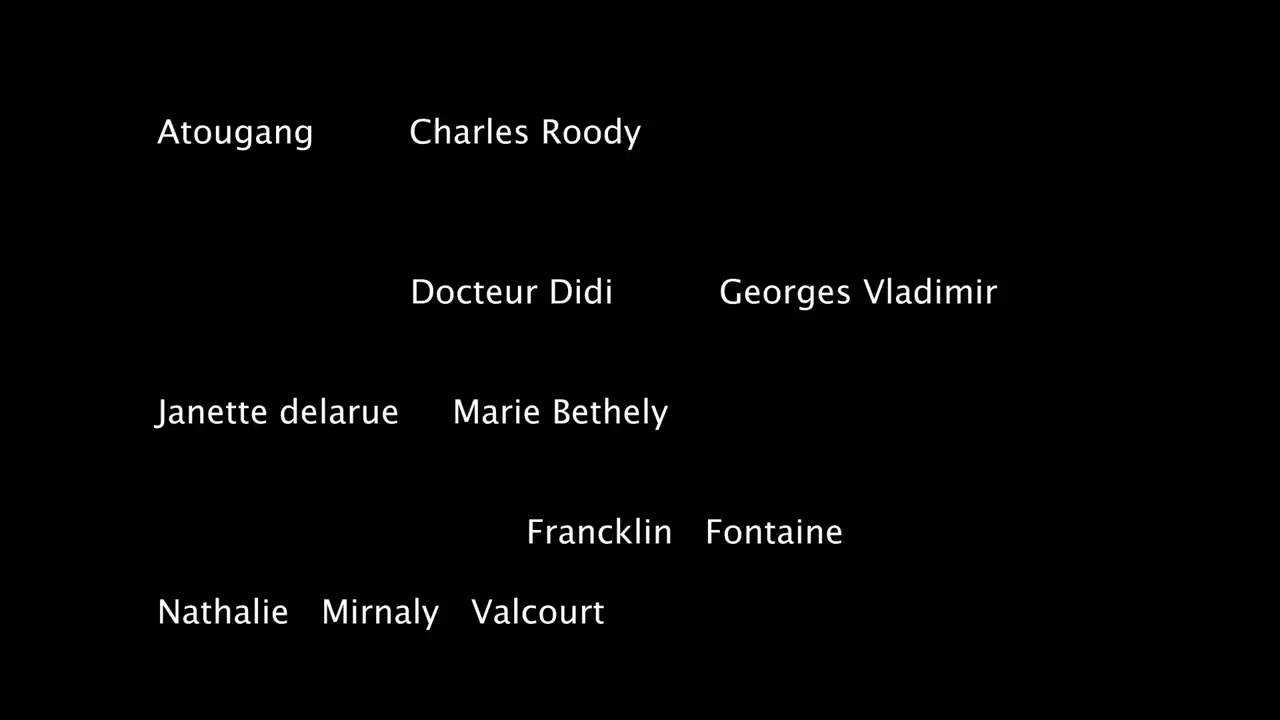 Atougang Charles Roody
Docteur Didi Georges Vladimir
Janette delarue Marie Bethely
Francklin Fontaine
Nathalie Mirnaly Valcourt